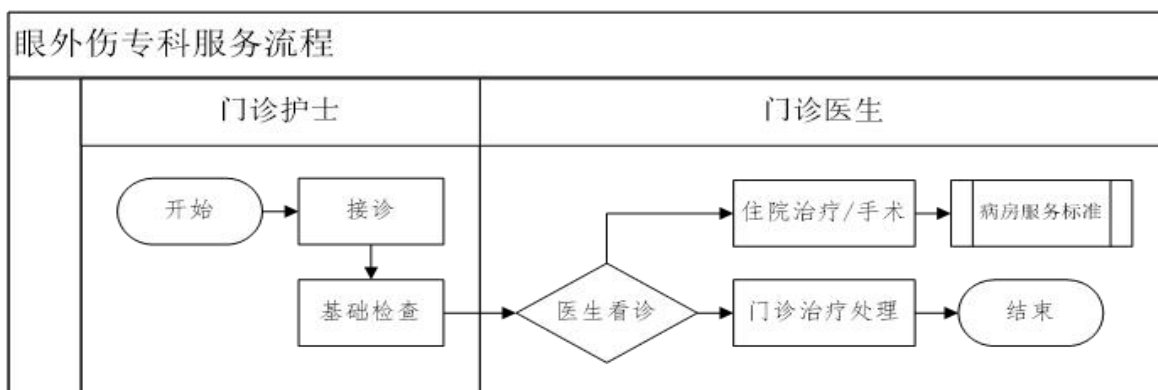 眼外伤专科服务流程
门诊护士
门诊医生
开始
接诊
住院治疗/手术
病房服务标准
基础检查
医生看诊
门诊治疗处理
结束